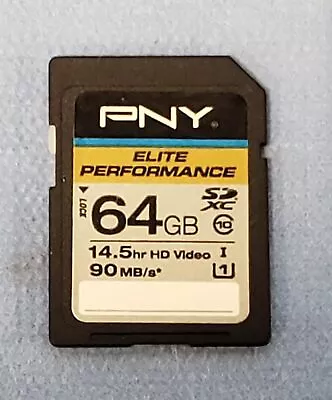 PNY®
ELITE
PERFORMANCE
LOCK
64GB
SD
XC
10
14.5hr HD Video I
90 MB/s* 1